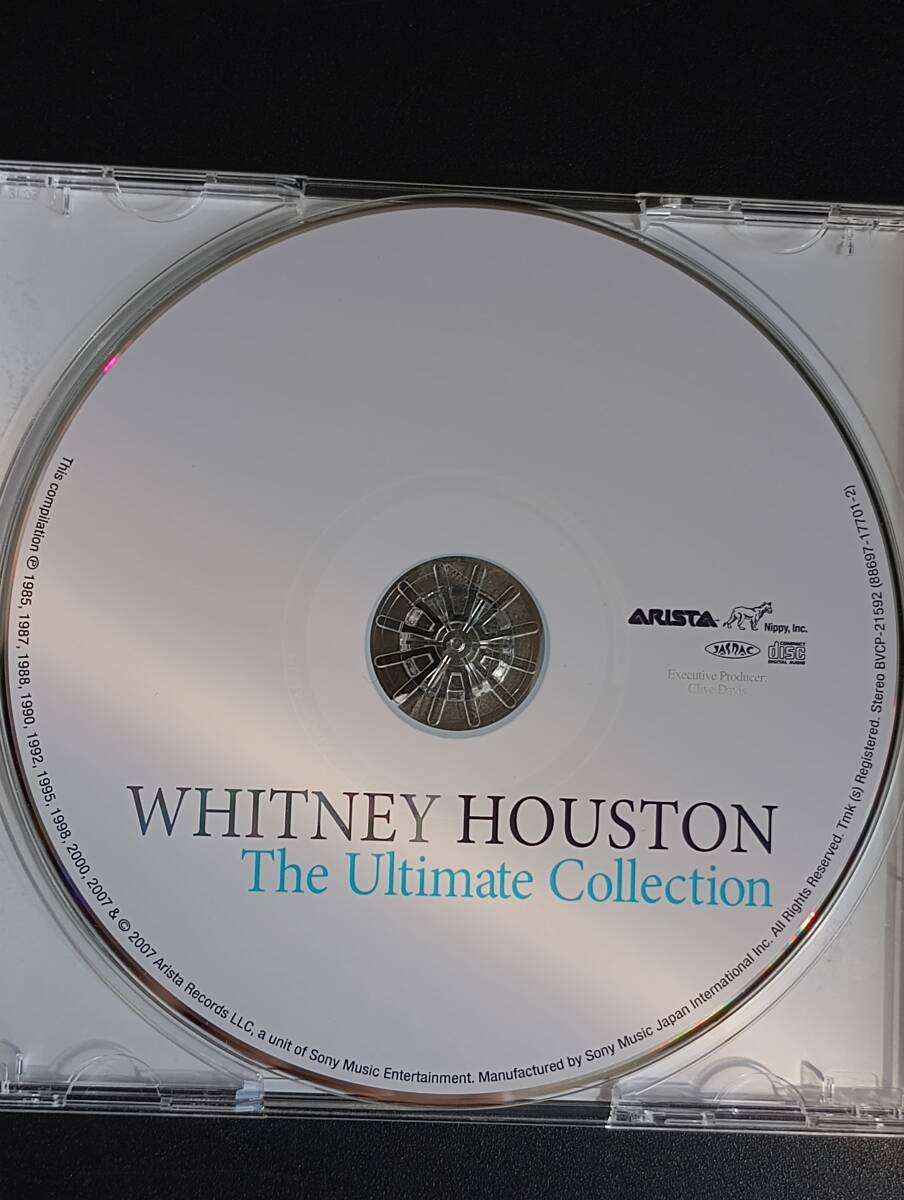 ARISTA
Nippy, Inc.
JASRAC
COMPACT
disc
DIGITAL AUDIO
Executive Producer:
Clive Davis
WHITNEY HOUSTON
The Ultimate Collection
This compilation ℗ 1985, 1987, 1988, 1990, 1992, 1995, 1998, 2000, 2007 & © 2007 Arista Records LLC, a unit of Sony Music Entertainment. Manufactured by Sony Music Japan International Inc. All Rights Reserved. Tmk (s) Registered. Stereo BVCP-21592 (88697-17701-2)